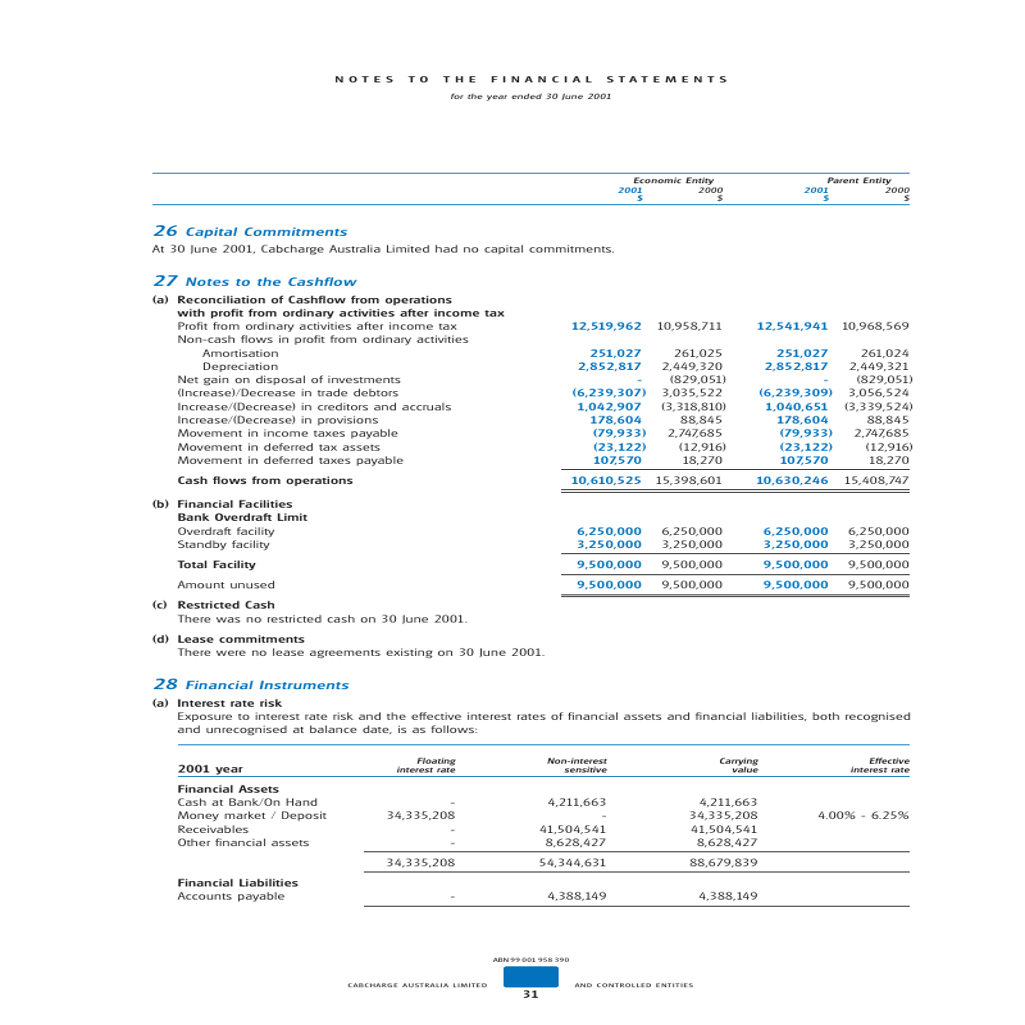 NOTES TO THE FINANCIAL STATEMENTS
for the year ended 30 June 2001
Economic Entity Parent Entity
2001 2000 2001 2000
$ $ $ $
26 Capital Commitments
At 30 June 2001, Cabcharge Australia Limited had no capital commitments.
27 Notes to the Cashflow
(a) Reconciliation of Cashflow from operations
with profit from ordinary activities after income tax
Profit from ordinary activities after income tax 12,519,962 10,958,711 12,541,941 10,968,569
Non-cash flows in profit from ordinary activities
Amortisation 251,027 261,025 251,027 261,024
Depreciation 2,852,817 2,449,320 2,852,817 2,449,321
Net gain on disposal of investments - (829,051) - (829,051)
(Increase)/Decrease in trade debtors (6,239,307) 3,035,522 (6,239,309) 3,056,524
Increase/(Decrease) in creditors and accruals 1,042,907 (3,318,810) 1,040,651 (3,339,524)
Increase/(Decrease) in provisions 178,604 88,845 178,604 88,845
Movement in income taxes payable (79,933) 2,747,685 (79,933) 2,747,685
Movement in deferred tax assets (23,122) (12,916) (23,122) (12,916)
Movement in deferred taxes payable 107,570 18,270 107,570 18,270
Cash flows from operations 10,610,525 15,398,601 10,630,246 15,408,747
(b) Financial Facilities
Bank Overdraft Limit
Overdraft facility 6,250,000 6,250,000 6,250,000 6,250,000
Standby facility 3,250,000 3,250,000 3,250,000 3,250,000
Total Facility 9,500,000 9,500,000 9,500,000 9,500,000
Amount unused 9,500,000 9,500,000 9,500,000 9,500,000
(c) Restricted Cash
There was no restricted cash on 30 June 2001.
(d) Lease commitments
There were no lease agreements existing on 30 June 2001.
28 Financial Instruments
(a) Interest rate risk
Exposure to interest rate risk and the effective interest rates of financial assets and financial liabilities, both recognised
and unrecognised at balance date, is as follows:
Floating Non-interest Carrying Effective
2001 year interest rate sensitive value interest rate
Financial Assets
Cash at Bank/On Hand - 4,211,663 4,211,663
Money market / Deposit 34,335,208 - 34,335,208 4.00% - 6.25%
Receivables - 41,504,541 41,504,541
Other financial assets - 8,628,427 8,628,427
34,335,208 54,344,631 88,679,839
Financial Liabilities
Accounts payable - 4,388,149 4,388,149
ABN 99 001 958 390
CABCHARGE AUSTRALIA LIMITED AND CONTROLLED ENTITIES
31